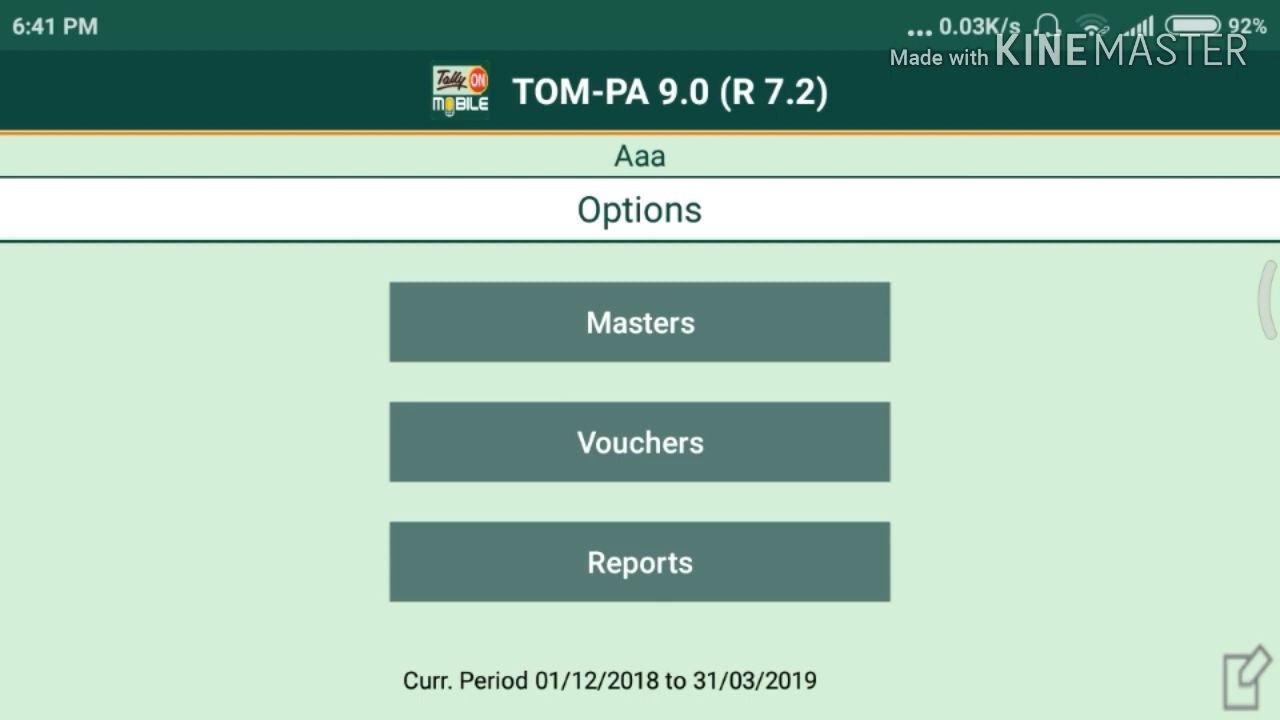 6:41 PM
... 0.03K/s 92%
Made with KINEMASTER
Tally ON
MOBILE
TOM-PA 9.0 (R 7.2)
Aaa
Options
Masters
Vouchers
Reports
Curr. Period 01/12/2018 to 31/03/2019